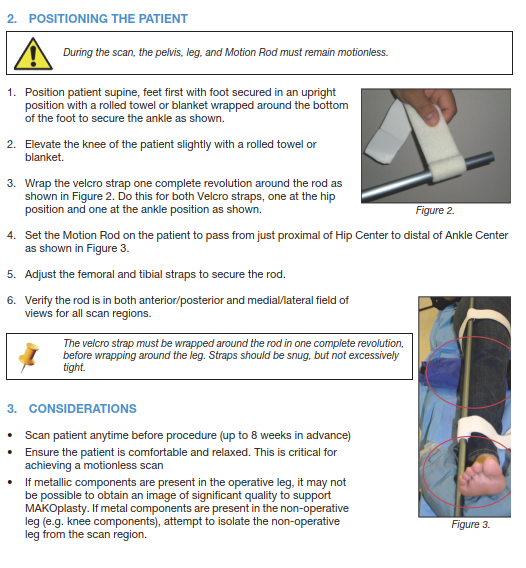 2. POSITIONING THE PATIENT
During the scan, the pelvis, leg, and Motion Rod must remain motionless.
1. Position patient supine, feet first with foot secured in an upright
position with a rolled towel or blanket wrapped around the bottom
of the foot to secure the ankle as shown.
2. Elevate the knee of the patient slightly with a rolled towel or
blanket.
3. Wrap the velcro strap one complete revolution around the rod as
shown in Figure 2. Do this for both Velcro straps, one at the hip
position and one at the ankle position as shown.
Figure 2.
4. Set the Motion Rod on the patient to pass from just proximal of Hip Center to distal of Ankle Center
as shown in Figure 3.
5. Adjust the femoral and tibial straps to secure the rod.
6. Verify the rod is in both anterior/posterior and medial/lateral field of
views for all scan regions.
The velcro strap must be wrapped around the rod in one complete revolution,
before wrapping around the leg. Straps should be snug, but not excessively
tight.
3. CONSIDERATIONS
• Scan patient anytime before procedure (up to 8 weeks in advance)
• Ensure the patient is comfortable and relaxed. This is critical for
achieving a motionless scan
• If metallic components are present in the operative leg, it may not
be possible to obtain an image of significant quality to support
MAKOplasty. If metal components are present in the non-operative
leg (e.g. knee components), attempt to isolate the non-operative
leg from the scan region.
Figure 3.